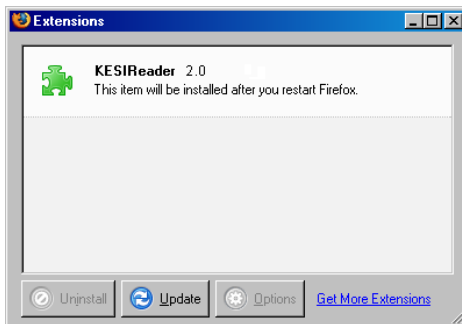 Extensions
KESIReader 2.0
This item will be installed after you restart Firefox.
Uninstall Update Options Get More Extensions